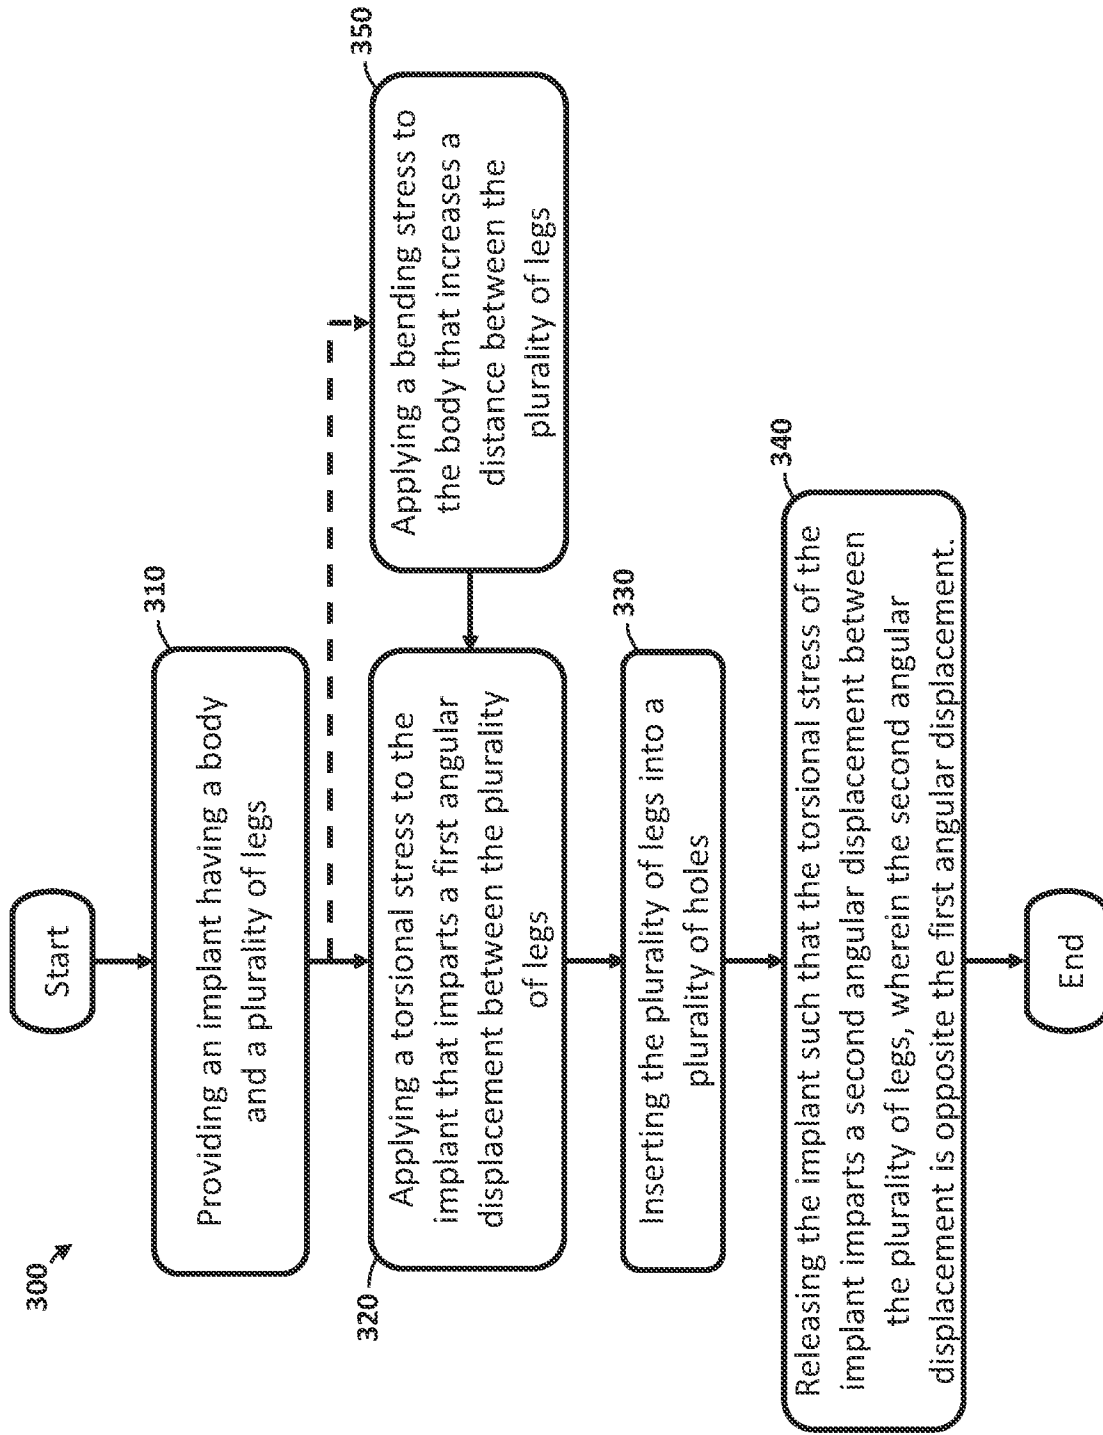 300
Start
310
Providing an implant having a body
and a plurality of legs
350
Applying a bending stress to
the body that increases a
distance between the
plurality of legs
320
Applying a torsional stress to the
implant that imparts a first angular
displacement between the plurality
of legs
330
Inserting the plurality of legs into a
plurality of holes
340
Releasing the implant such that the torsional stress of the
implant imparts a second angular displacement between
the plurality of legs, wherein the second angular
displacement is opposite the first angular displacement.
End